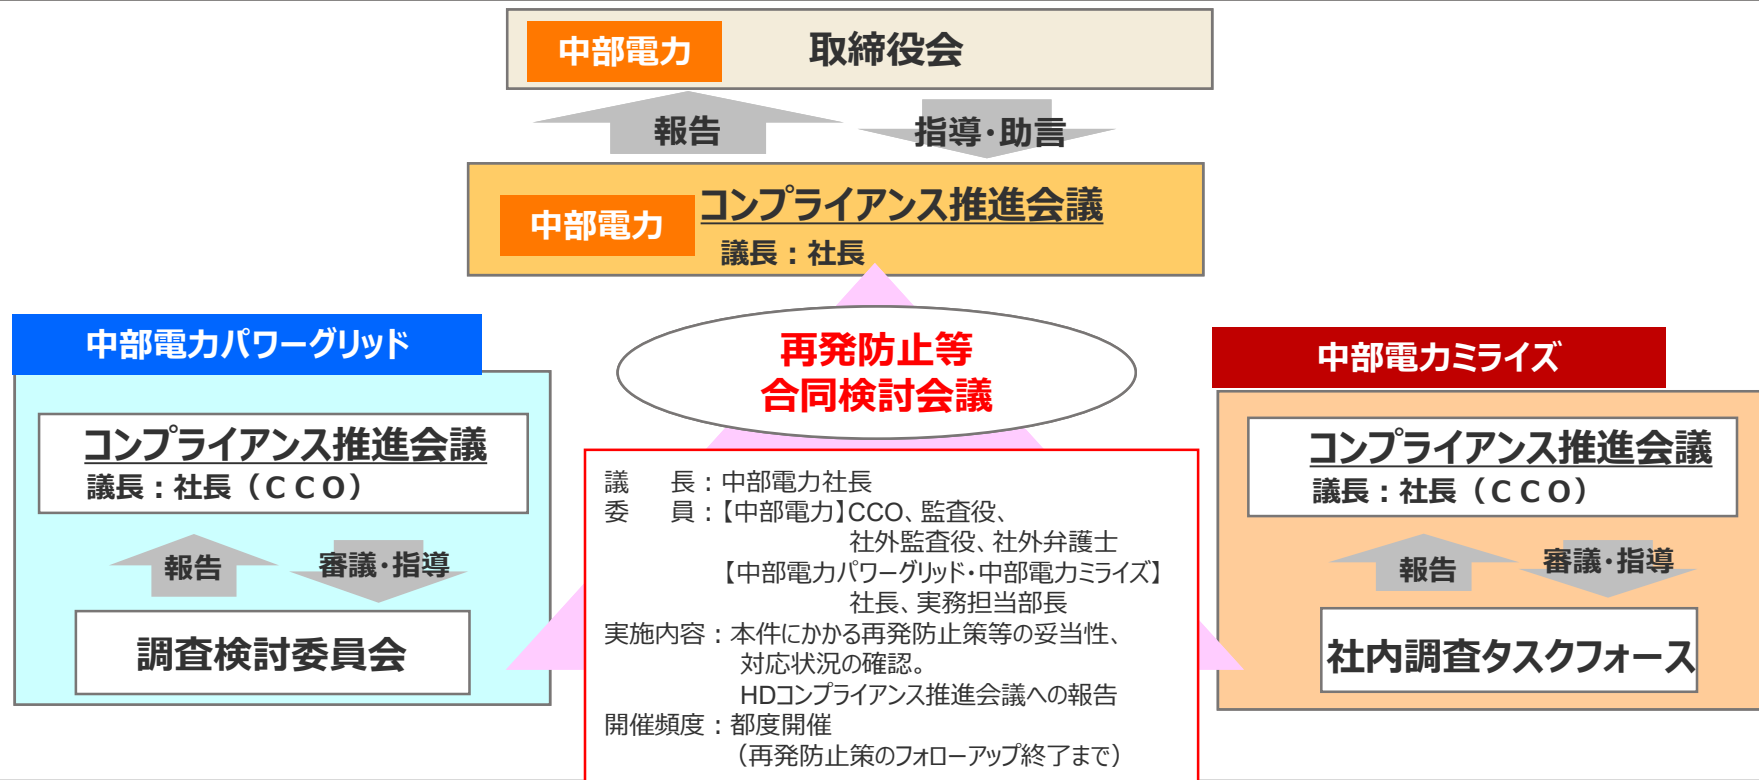 中部電力 取締役会
報告 指導・助言
中部電力 コンプライアンス推進会議
議長：社長
再発防止等
合同検討会議
中部電力パワーグリッド
コンプライアンス推進会議
議長：社長（ＣＣＯ）
報告 審議・指導
調査検討委員会
議　長：中部電力社長
委　員：【中部電力】CCO、監査役、
社外監査役、社外弁護士
【中部電力パワーグリッド・中部電力ミライズ】
社長、実務担当部長
実施内容：本件にかかる再発防止策等の妥当性、
対応状況の確認。
HDコンプライアンス推進会議への報告
開催頻度：都度開催
（再発防止策のフォローアップ終了まで）
中部電力ミライズ
コンプライアンス推進会議
議長：社長（ＣＣＯ）
報告 審議・指導
社内調査タスクフォース